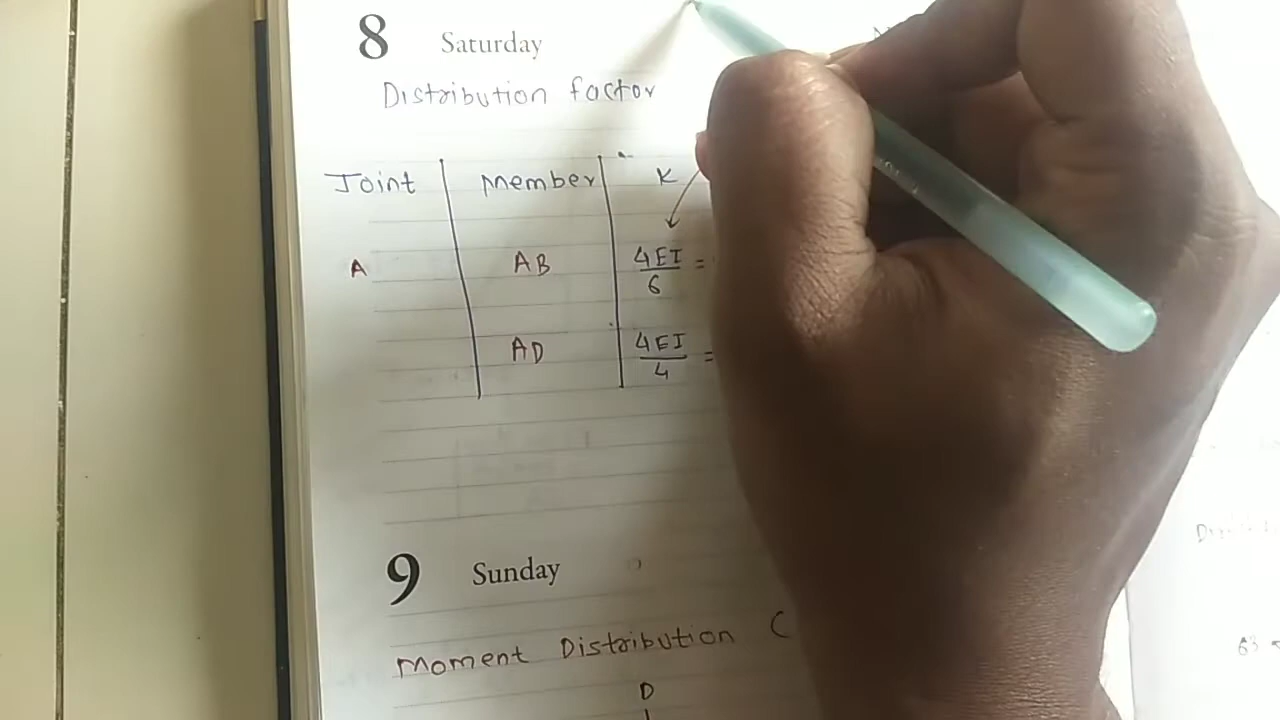 8 Saturday
Distribution factor
Joint Member K
A AB 4EI/6 =
AD 4EI/4 =
9 Sunday
Moment Distribution (
D